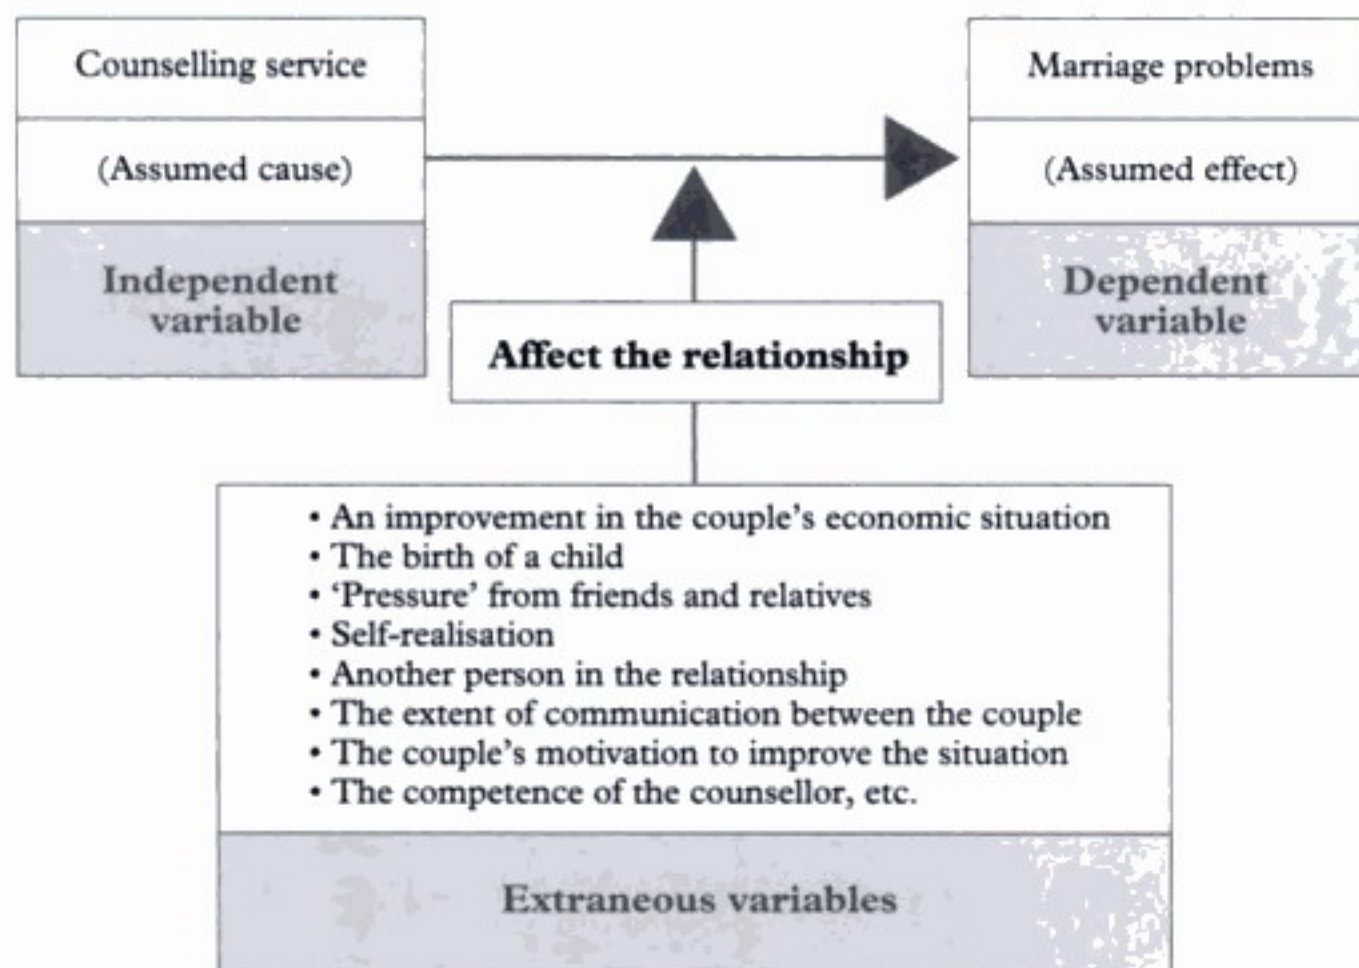 Counselling service
(Assumed cause)
Independent
variable
Marriage problems
(Assumed effect)
Dependent
variable
Affect the relationship
• An improvement in the couple's economic situation
• The birth of a child
• ‘Pressure’ from friends and relatives
• Self-realisation
• Another person in the relationship
• The extent of communication between the couple
• The couple's motivation to improve the situation
• The competence of the counsellor, etc.
Extraneous variables